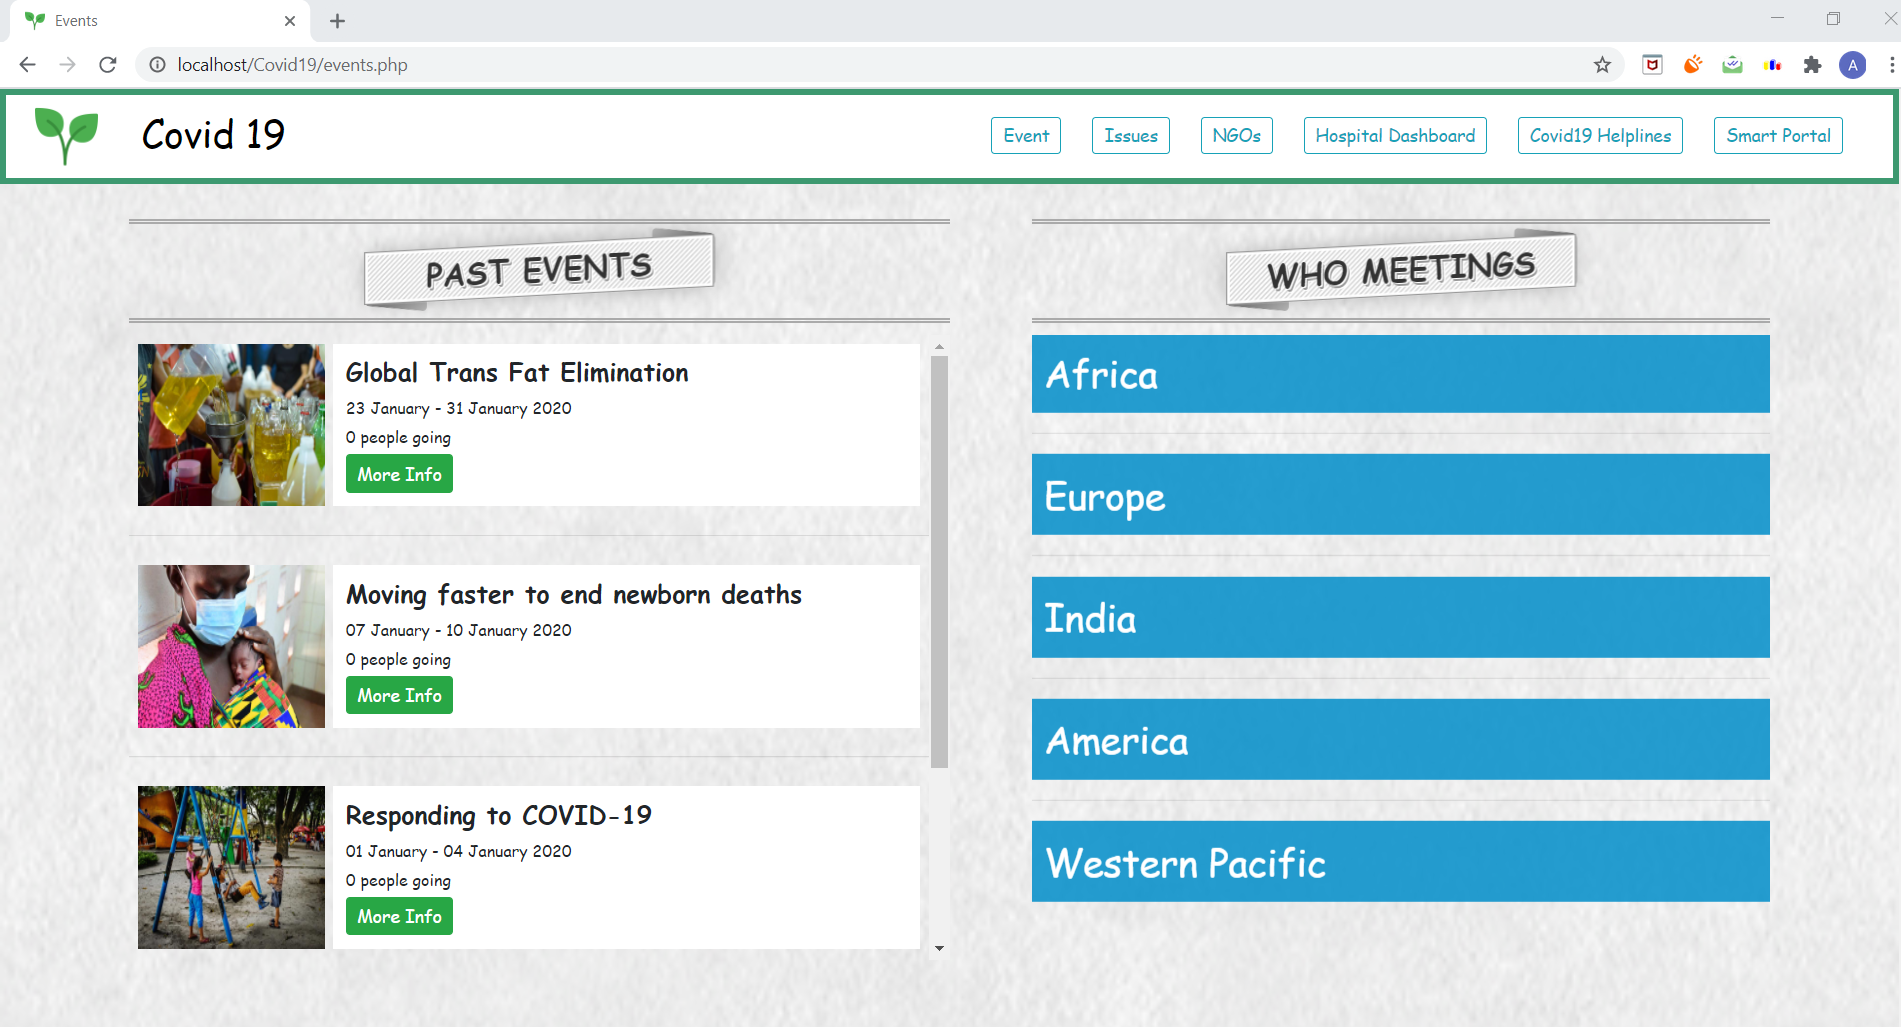 Events
localhost/Covid19/events.php
A
Covid 19
Event
Issues
NGOs
Hospital Dashboard
Covid19 Helplines
Smart Portal
PAST EVENTS
Global Trans Fat Elimination
23 January - 31 January 2020
0 people going
More Info
Moving faster to end newborn deaths
07 January - 10 January 2020
0 people going
More Info
Responding to COVID-19
01 January - 04 January 2020
0 people going
More Info
WHO MEETINGS
Africa
Europe
India
America
Western Pacific